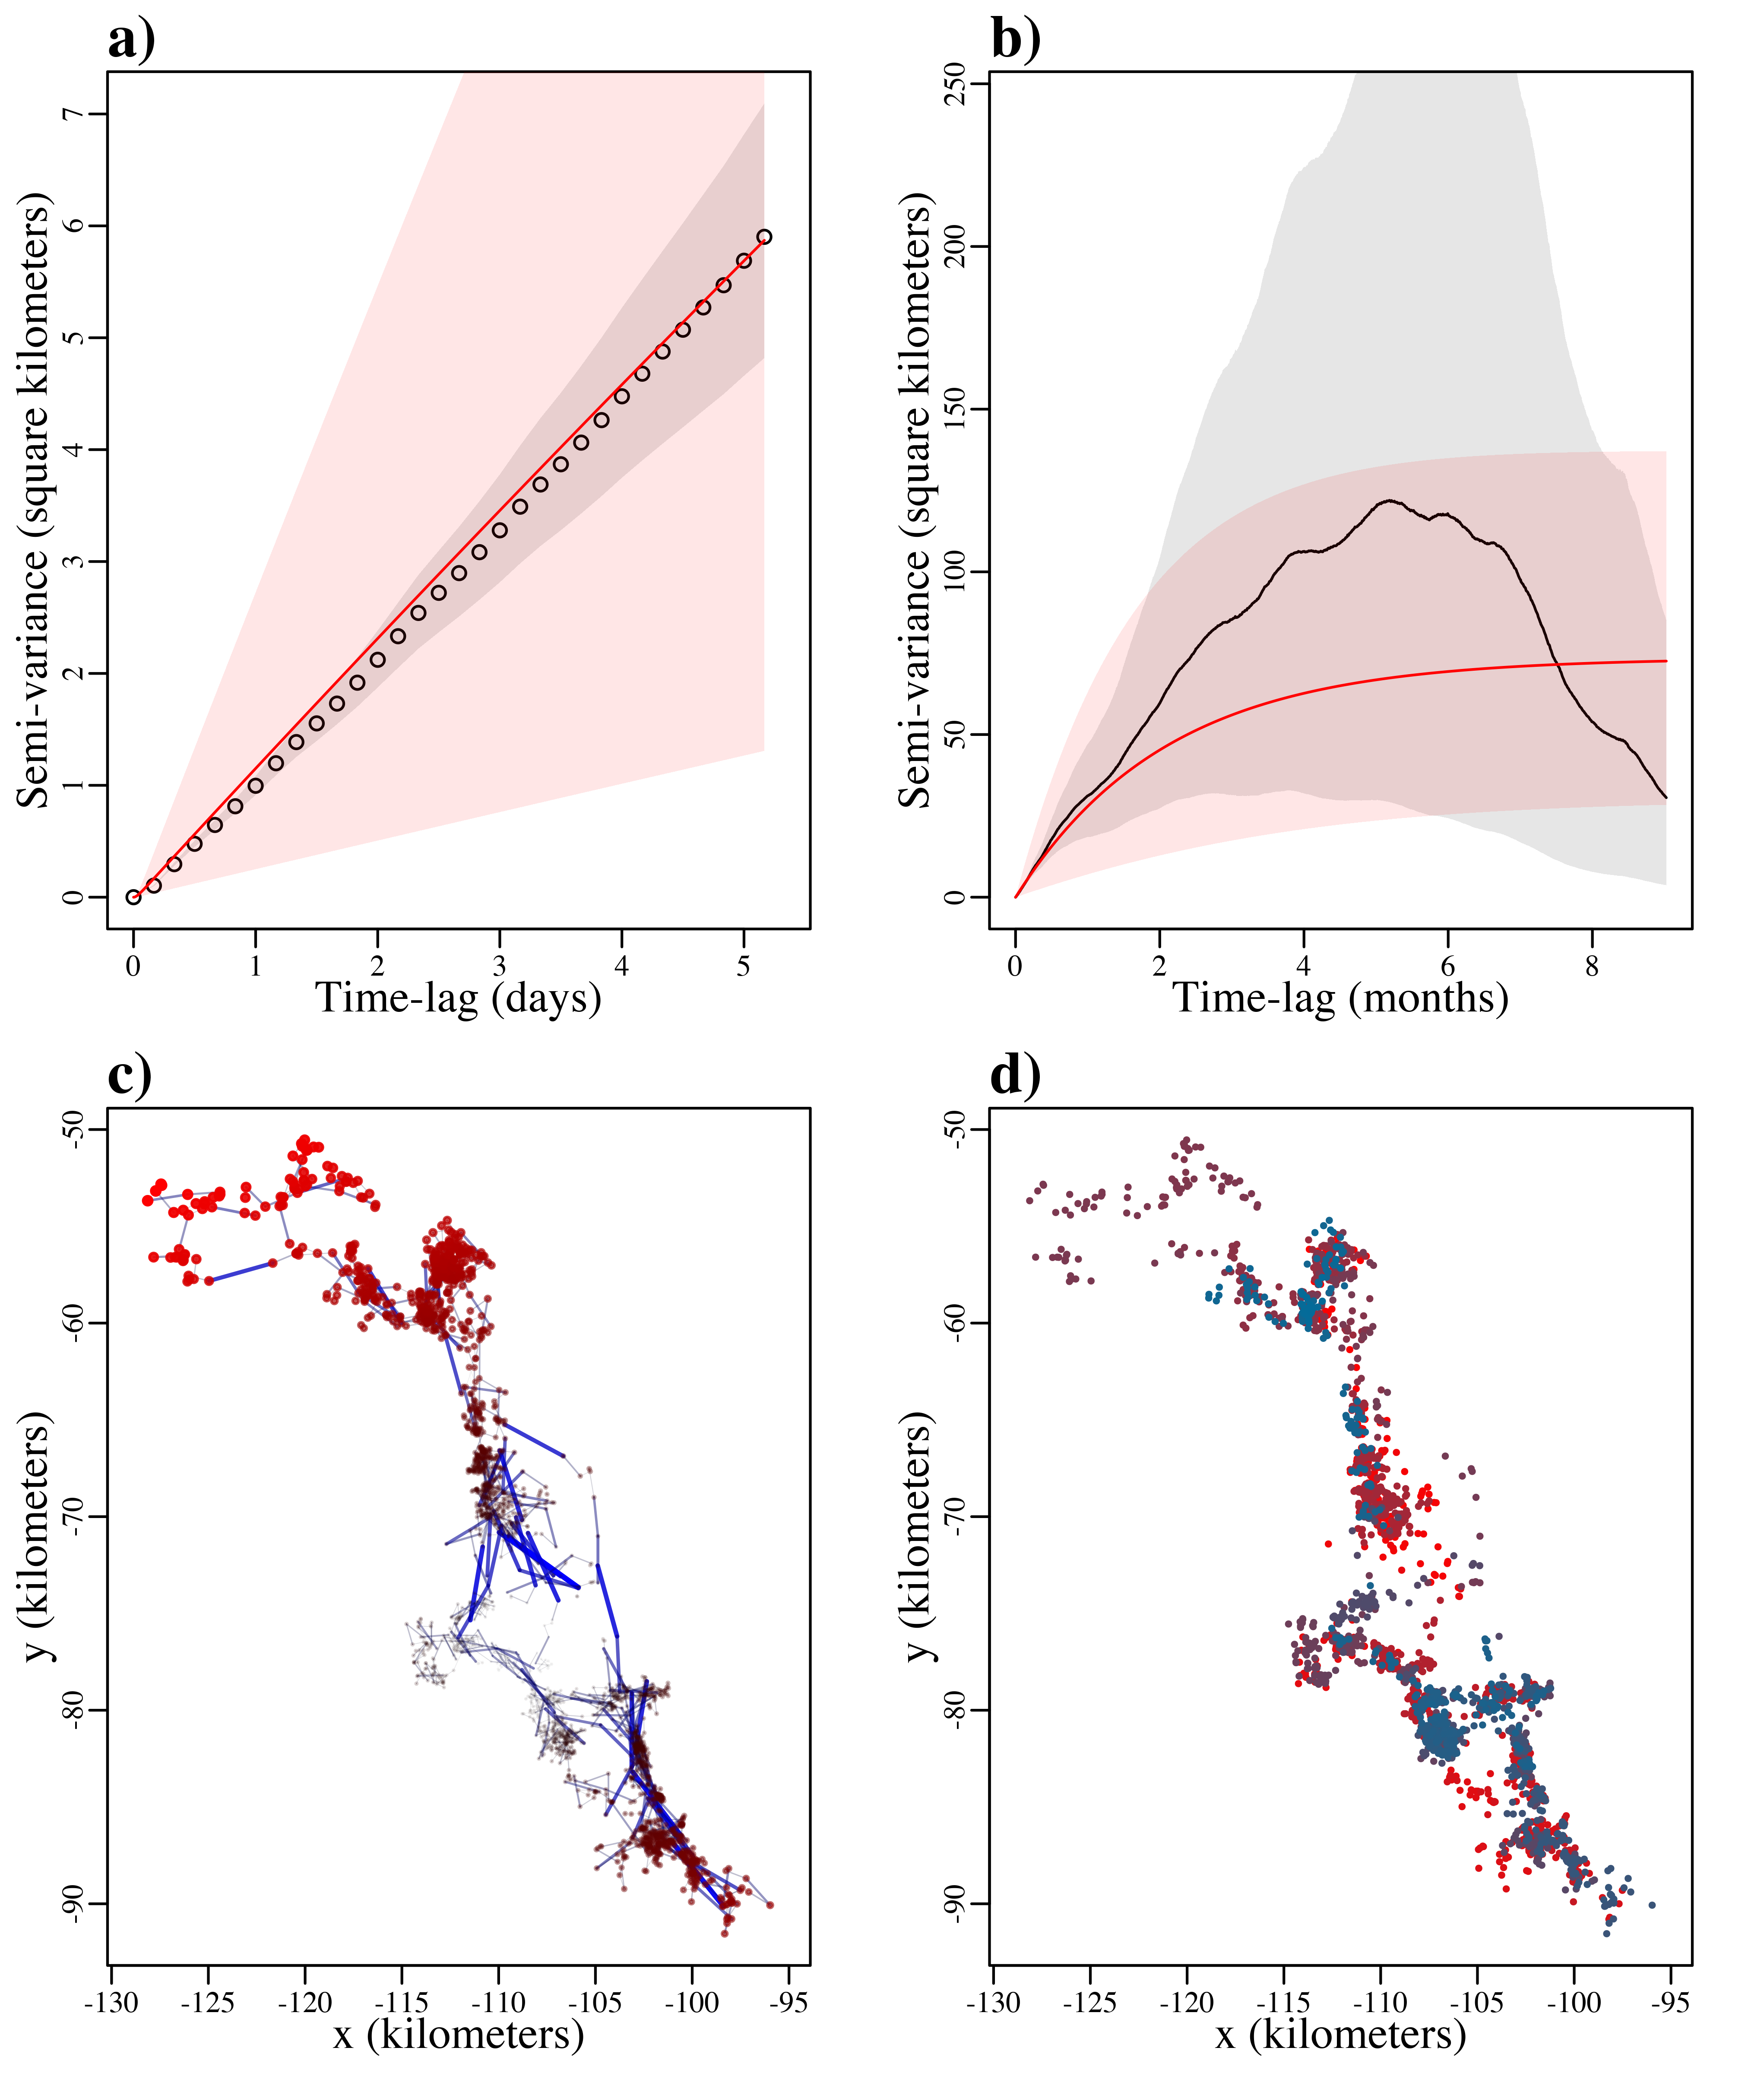 a)
7
6
5
4
3
2
1
0
Semi-variance (square kilometers)
0 1 2 3 4 5
Time-lag (days)
b)
250
200
150
100
50
0
Semi-variance (square kilometers)
0 2 4 6 8
Time-lag (months)
c)
-50
-60
-70
-80
-90
y (kilometers)
-130 -125 -120 -115 -110 -105 -100 -95
x (kilometers)
d)
-50
-60
-70
-80
-90
y (kilometers)
-130 -125 -120 -115 -110 -105 -100 -95
x (kilometers)